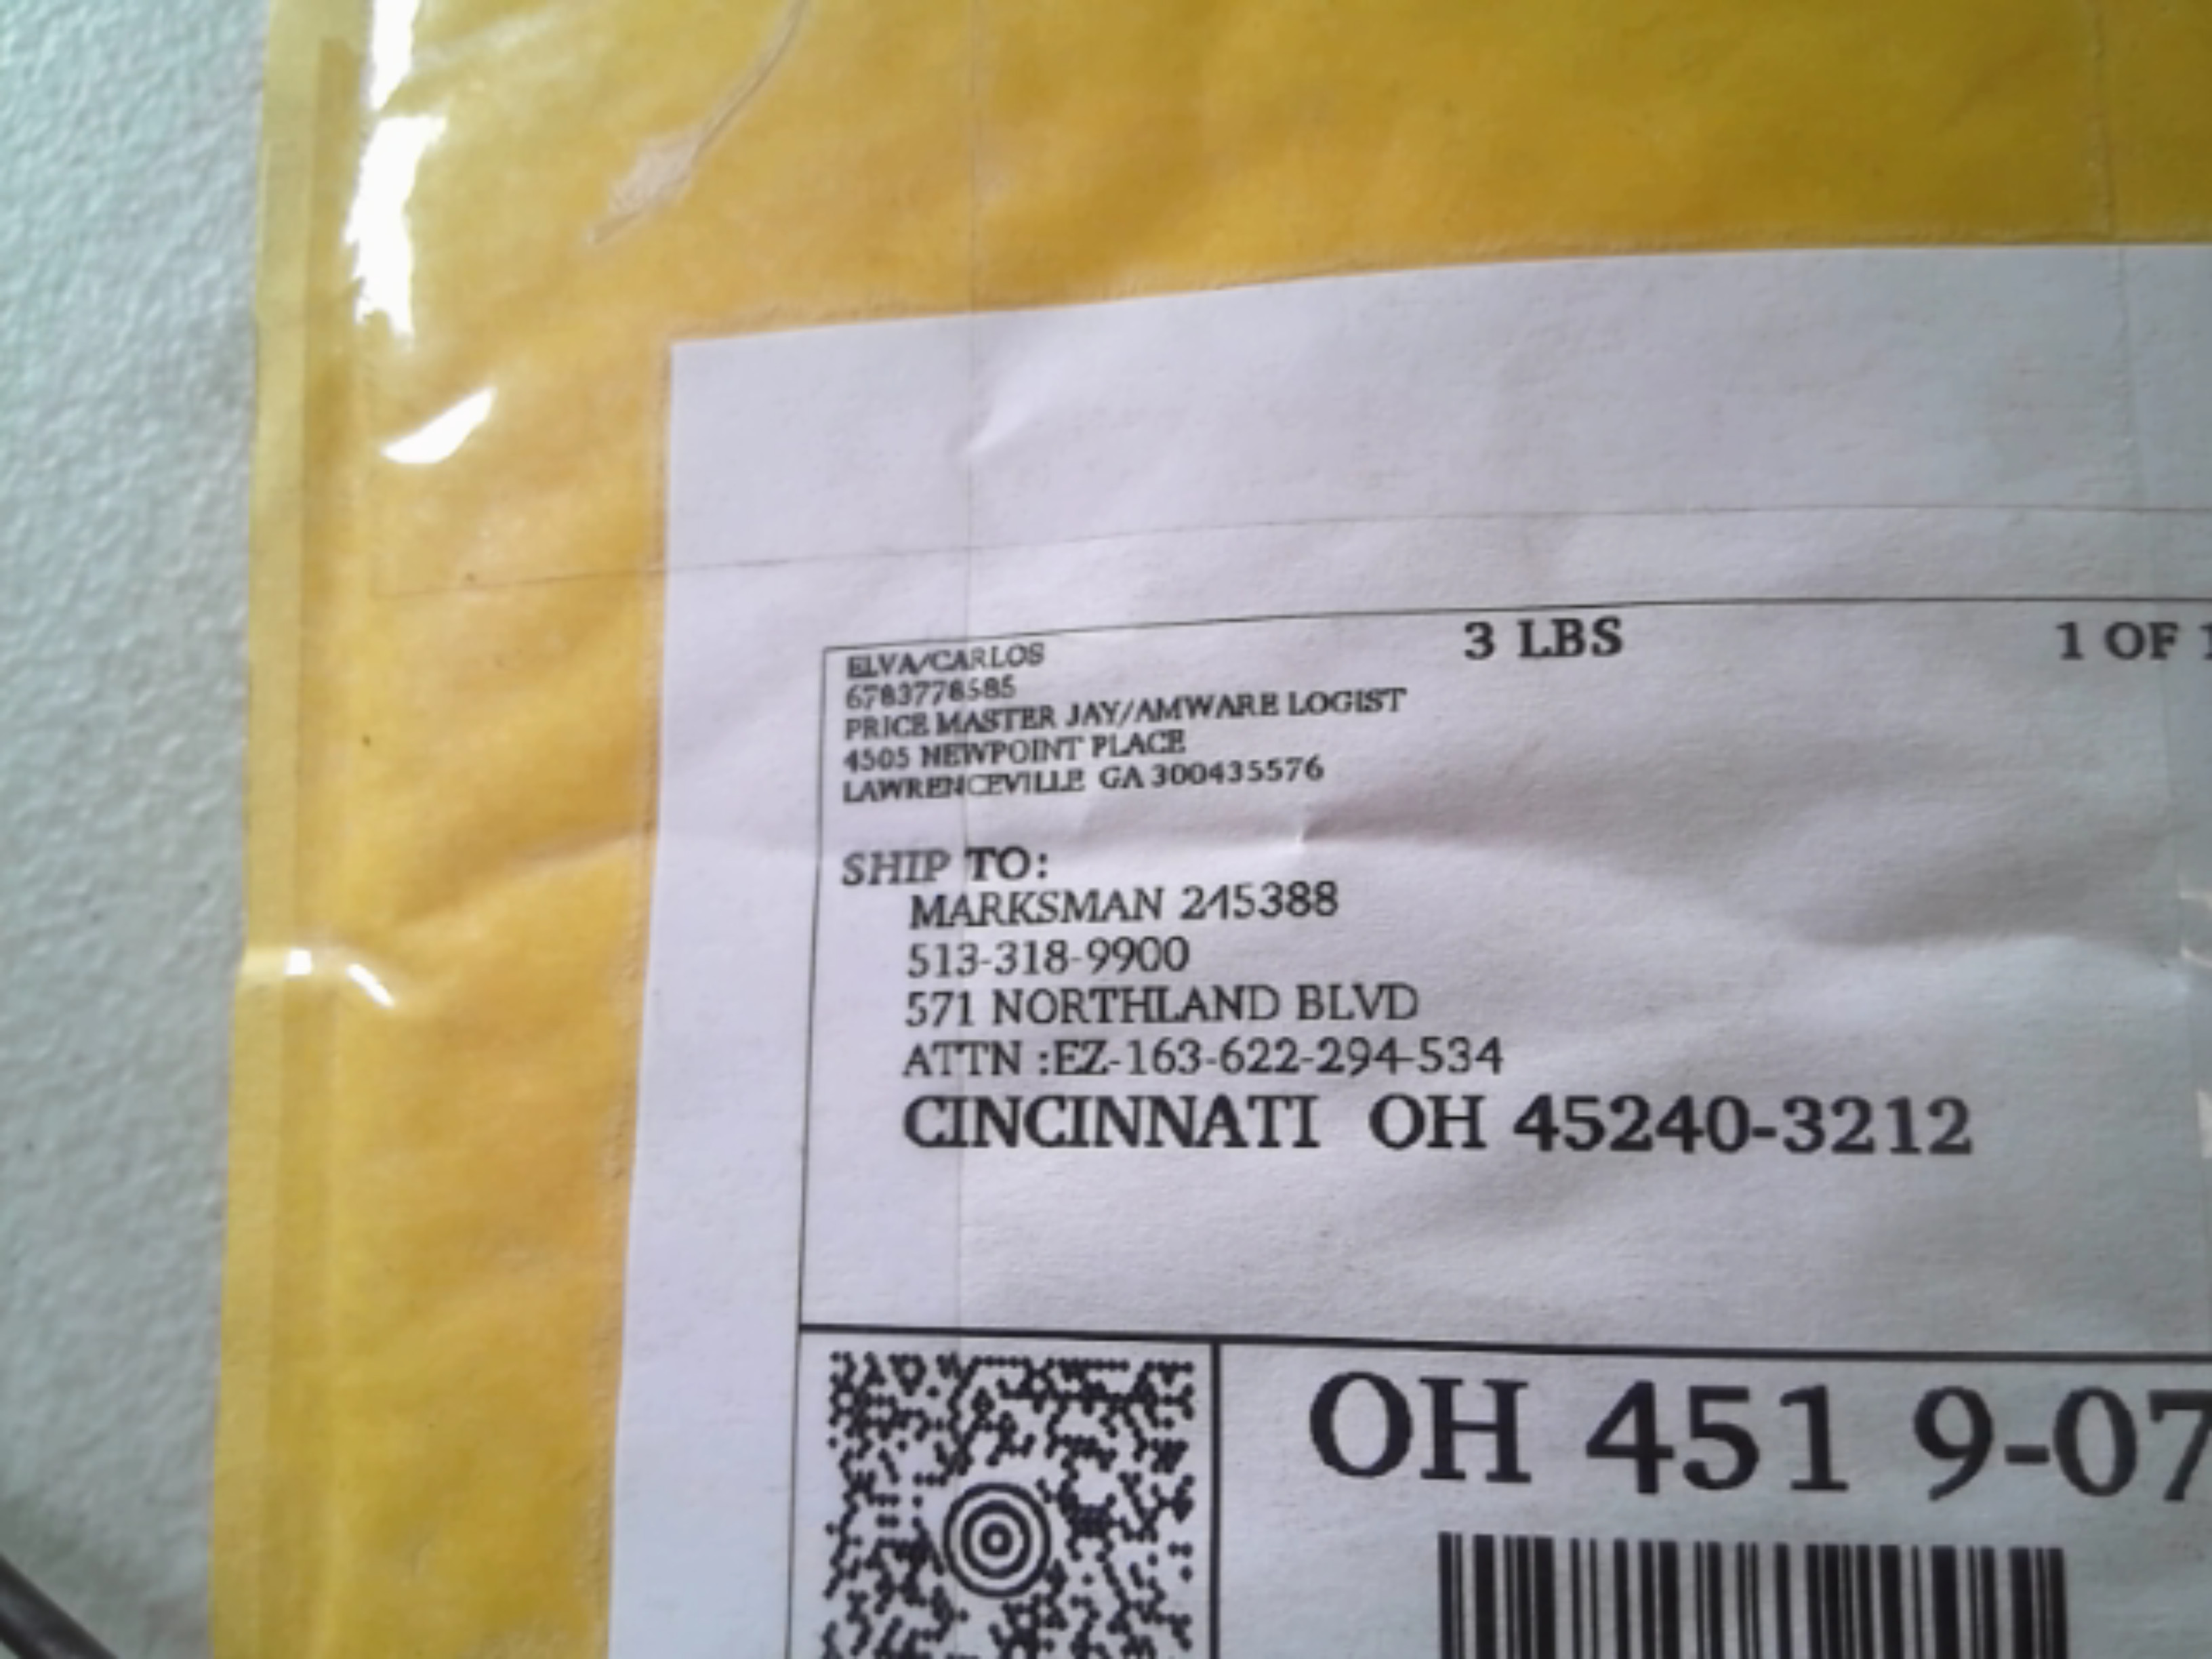 3 LBS
1 OF 1
ELVA/CARLOS
6783778585
PRICE MASTER JAY/AMWARE LOGIST
4505 NEWPOINT PLACE
LAWRENCEVILLE GA 300435576
SHIP TO:
MARKSMAN 245388
513-318-9900
571 NORTHLAND BLVD
ATTN :EZ-163-622-294-534
CINCINNATI OH 45240-3212
OH 451 9-07